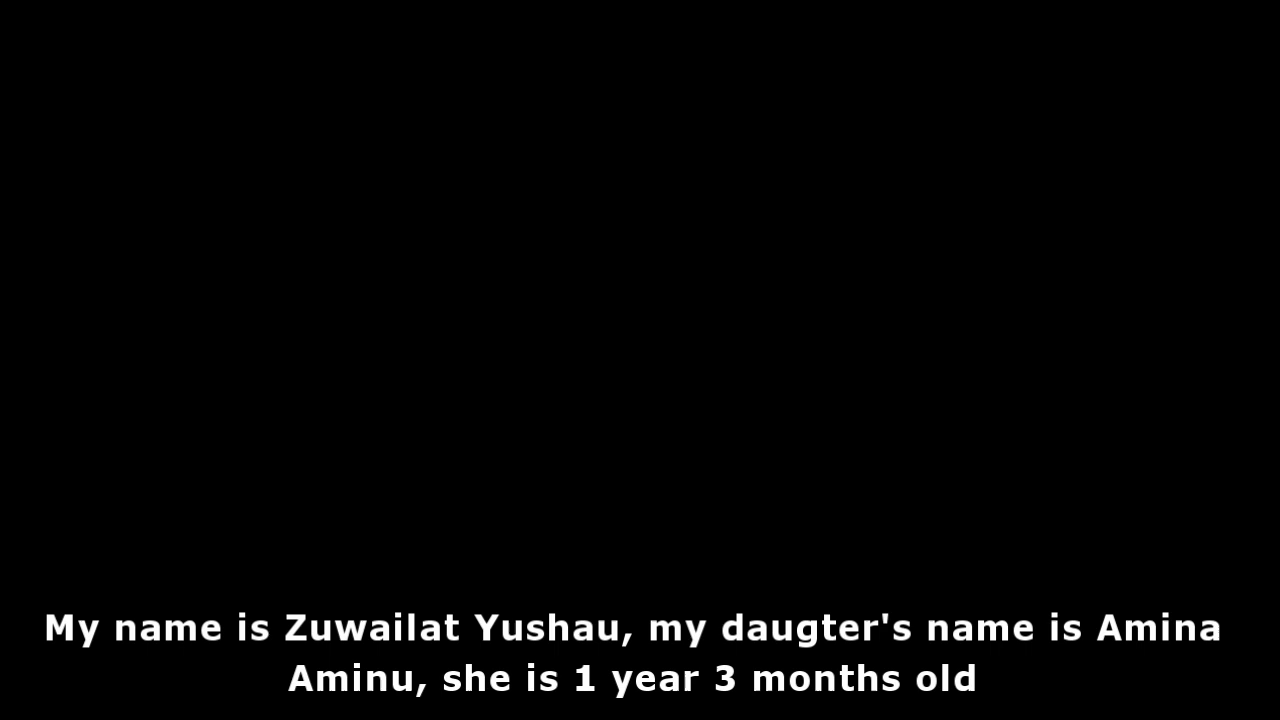 My name is Zuwailat Yushau, my daugter's name is Amina
Aminu, she is 1 year 3 months old